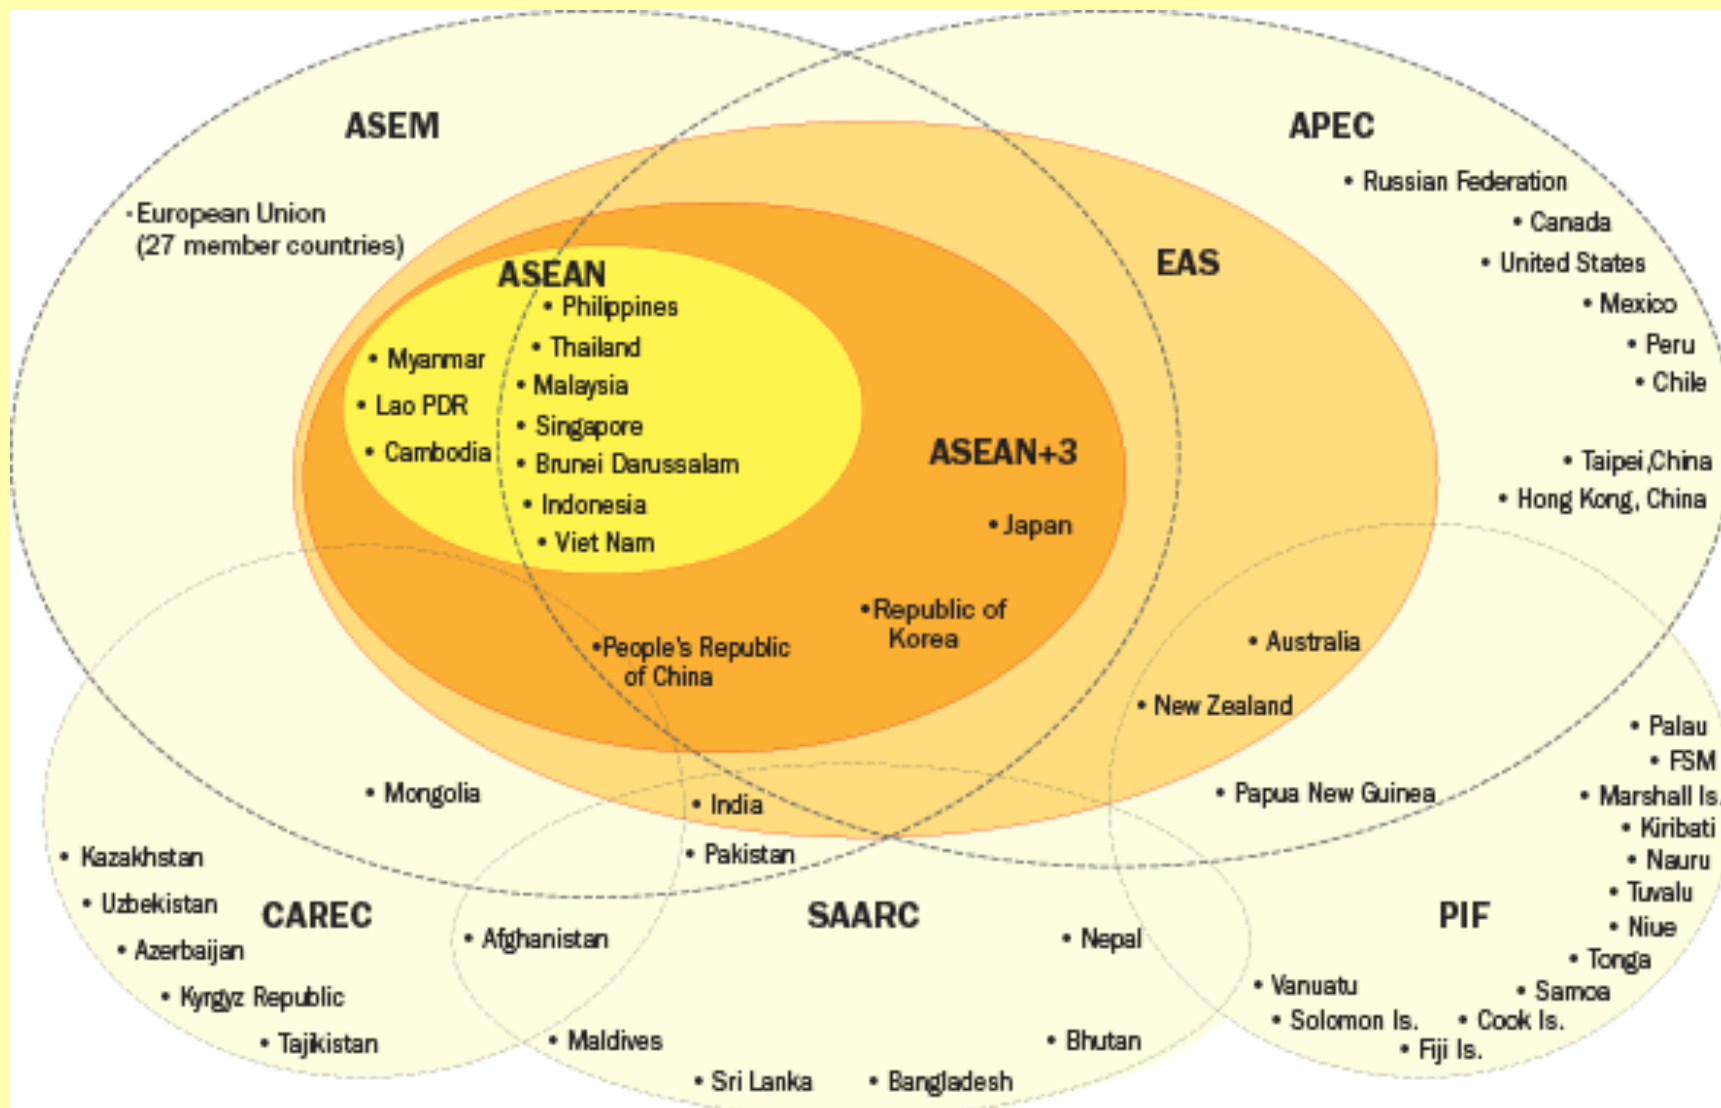 ASEM
APEC
• Russian Federation
·European Union
(27 member countries)
• Canada
EAS
• United States
ASEAN
• Philippines
• Mexico
• Thailand
• Peru
• Myanmar
• Malaysia
• Chile
• Lao PDR
• Singapore
• Cambodia
ASEAN+3
• Brunei Darussalam
• Taipei,China
• Indonesia
• Hong Kong, China
• Japan
• Viet Nam
•Republic of
Korea
•People's Republic
of China
• Australia
• New Zealand
• Palau
• FSM
• Mongolia
• India
• Papua New Guinea
• Marshall Is.
• Kiribati
• Kazakhstan
• Pakistan
• Nauru
• Tuvalu
• Uzbekistan
CAREC
SAARC
PIF
• Niue
• Azerbaijan
• Afghanistan
• Nepal
• Tonga
• Vanuatu
• Samoa
• Kyrgyz Republic
• Solomon Is.
• Cook Is.
• Tajikistan
• Maldives
• Bhutan
• Fiji Is.
• Sri Lanka
• Bangladesh